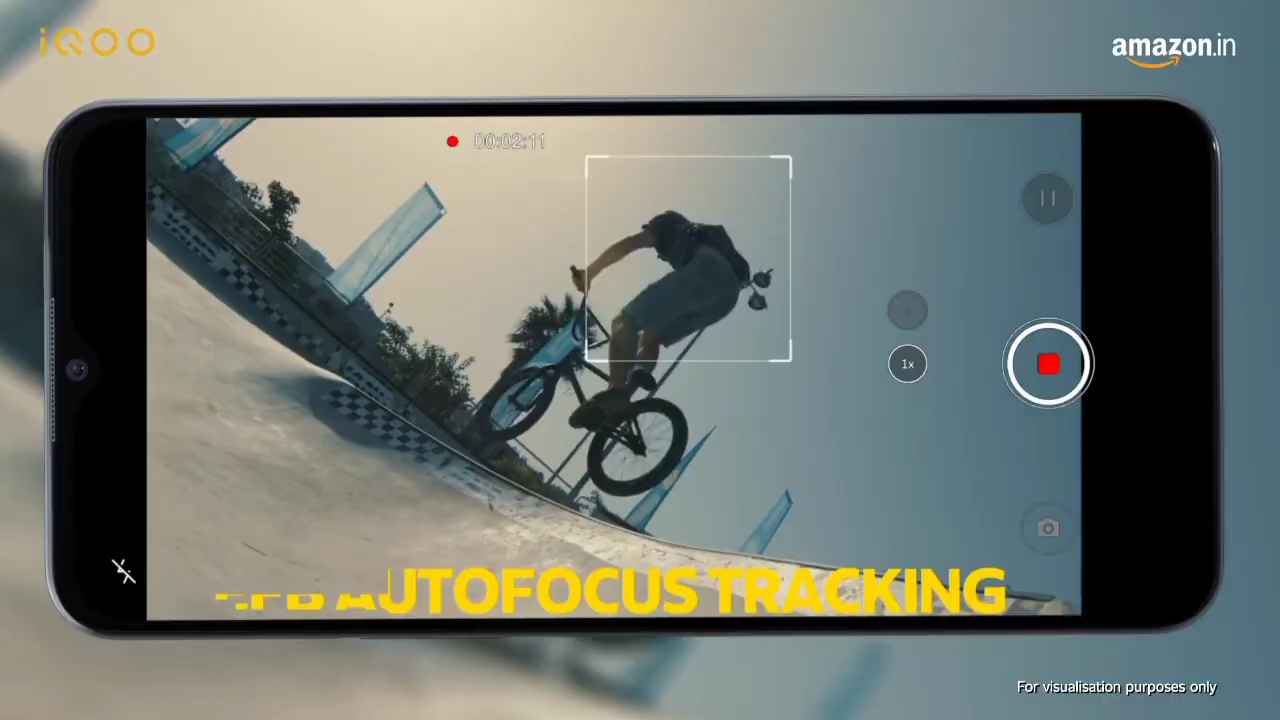 iQOO
amazon.in
00:02:11
1x
AUTOFOCUS TRACKING
For visualisation purposes only